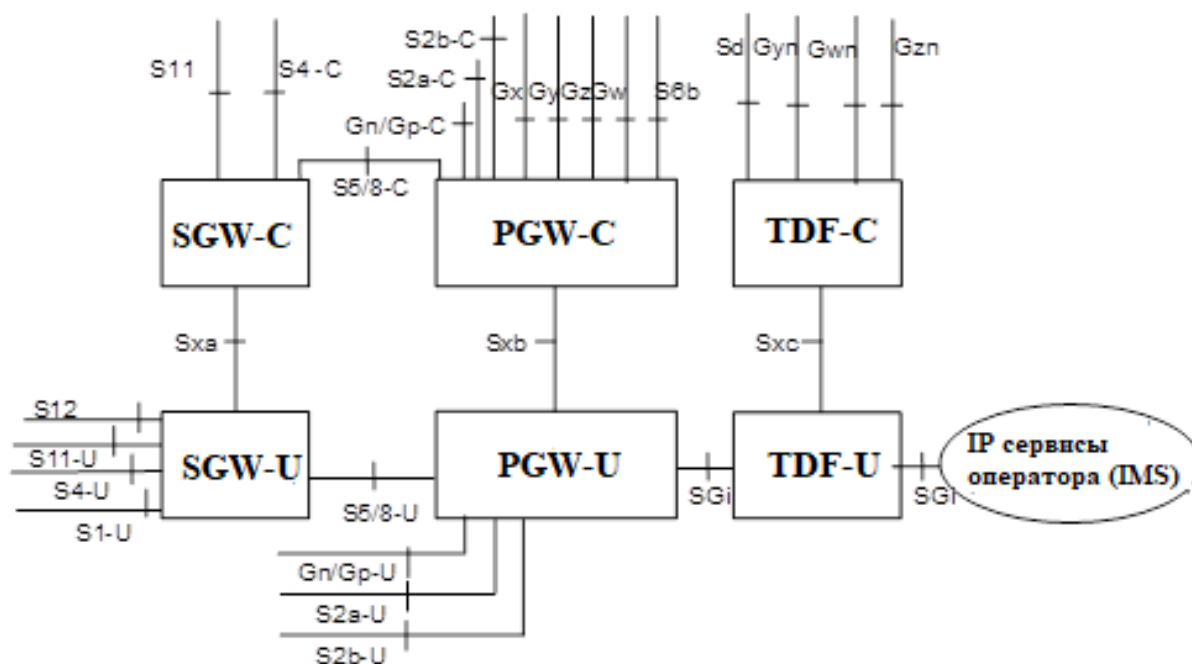 S2b-C
Sd
Gyn
Gwn
Gzn
S11
S4-C
S2a-C
Gx
Gy
Gz
Gw
S6b
Gn/Gp-C
S5/8-C
SGW-C
PGW-C
TDF-C
Sxa
Sxb
Sxc
S12
S11-U
S4-U
S1-U
SGW-U
S5/8-U
PGW-U
SGi
TDF-U
SGi
IP сервисы
оператора (IMS)
Gn/Gp-U
S2a-U
S2b-U